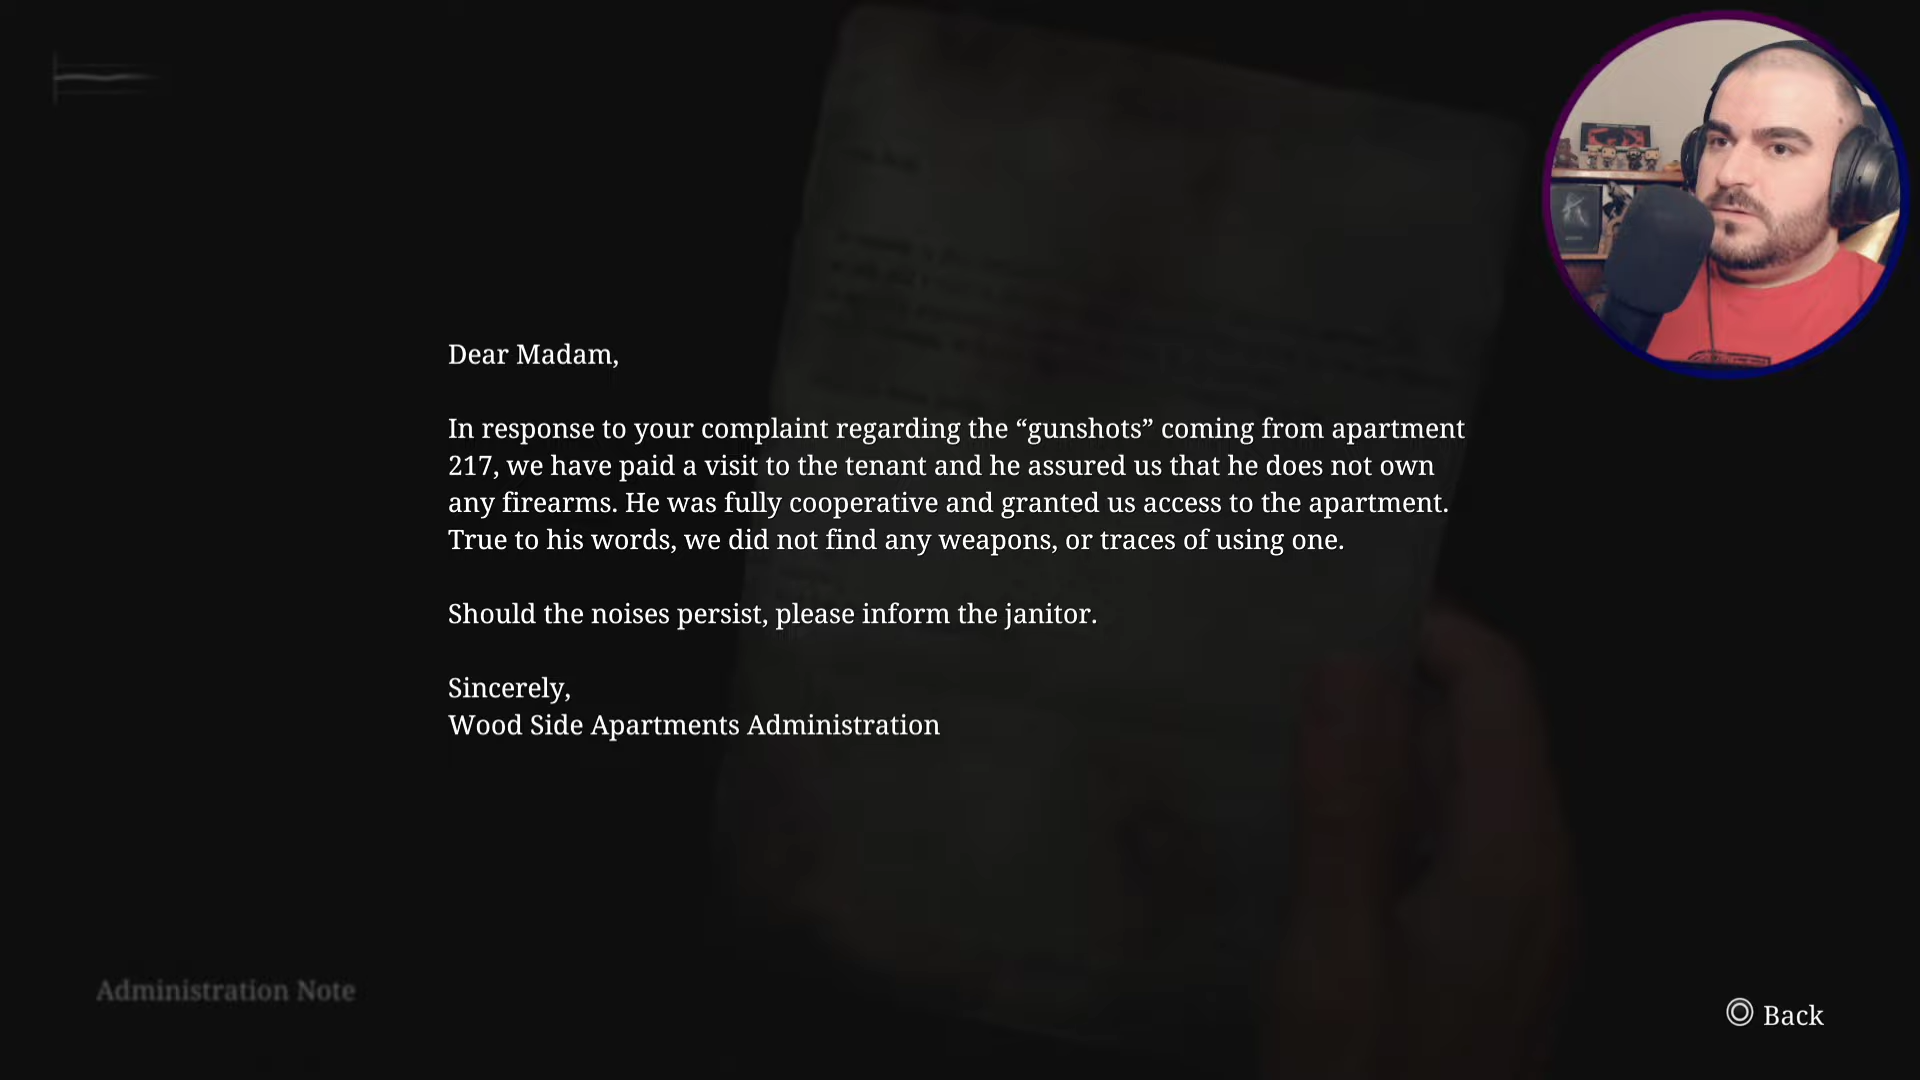 Dear Madam,
In response to your complaint regarding the “gunshots” coming from apartment
217, we have paid a visit to the tenant and he assured us that he does not own
any firearms. He was fully cooperative and granted us access to the apartment.
True to his words, we did not find any weapons, or traces of using one.
Should the noises persist, please inform the janitor.
Sincerely,
Wood Side Apartments Administration
Administration Note
Back